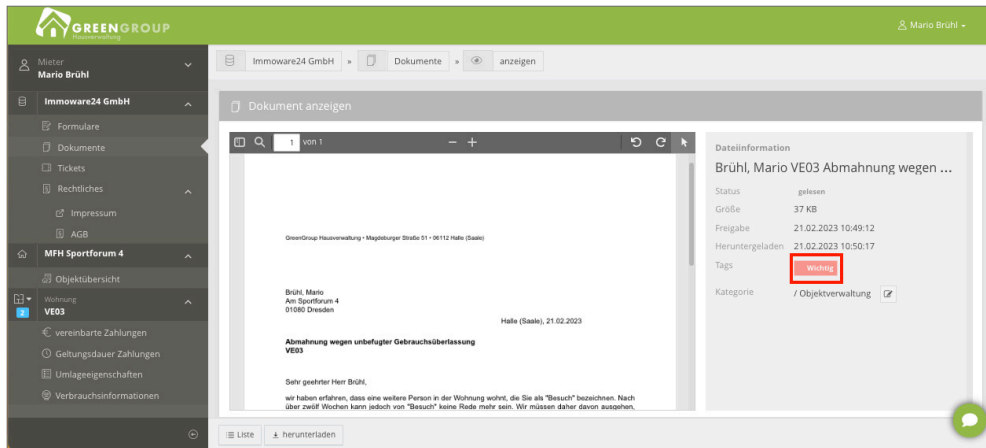 GREENGROUP
Hausverwaltung
Mario Brühl
Mieter
Mario Brühl
Immoware24 GmbH
Formulare
Dokumente
Tickets
Rechtliches
Impressum
AGB
MFH Sportforum 4
Objektübersicht
Wohnung
2
VE03
vereinbarte Zahlungen
Geltungsdauer Zahlungen
Umlageeigenschaften
Verbrauchsinformationen
Immoware24 GmbH » Dokumente » anzeigen
Dokument anzeigen
1 von 1
GreenGroup Hausverwaltung • Magdeburger Straße 51 • 06112 Halle (Saale)
Brühl, Mario
Am Sportforum 4
01080 Dresden
Halle (Saale), 21.02.2023
Abmahnung wegen unbefugter Gebrauchsüberlassung
VE03
Sehr geehrter Herr Brühl,
wir haben erfahren, dass eine weitere Person in der Wohnung wohnt, die Sie als "Besuch" bezeichnen. Nach
über zwölf Wochen kann jedoch von "Besuch" keine Rede mehr sein. Wir müssen daher davon ausgehen,
Dateiinformation
Brühl, Mario VE03 Abmahnung wegen ...
Status gelesen
Größe 37 KB
Freigabe 21.02.2023 10:49:12
Heruntergeladen 21.02.2023 10:50:17
Tags Wichtig
Kategorie / Objektverwaltung
Liste
herunterladen